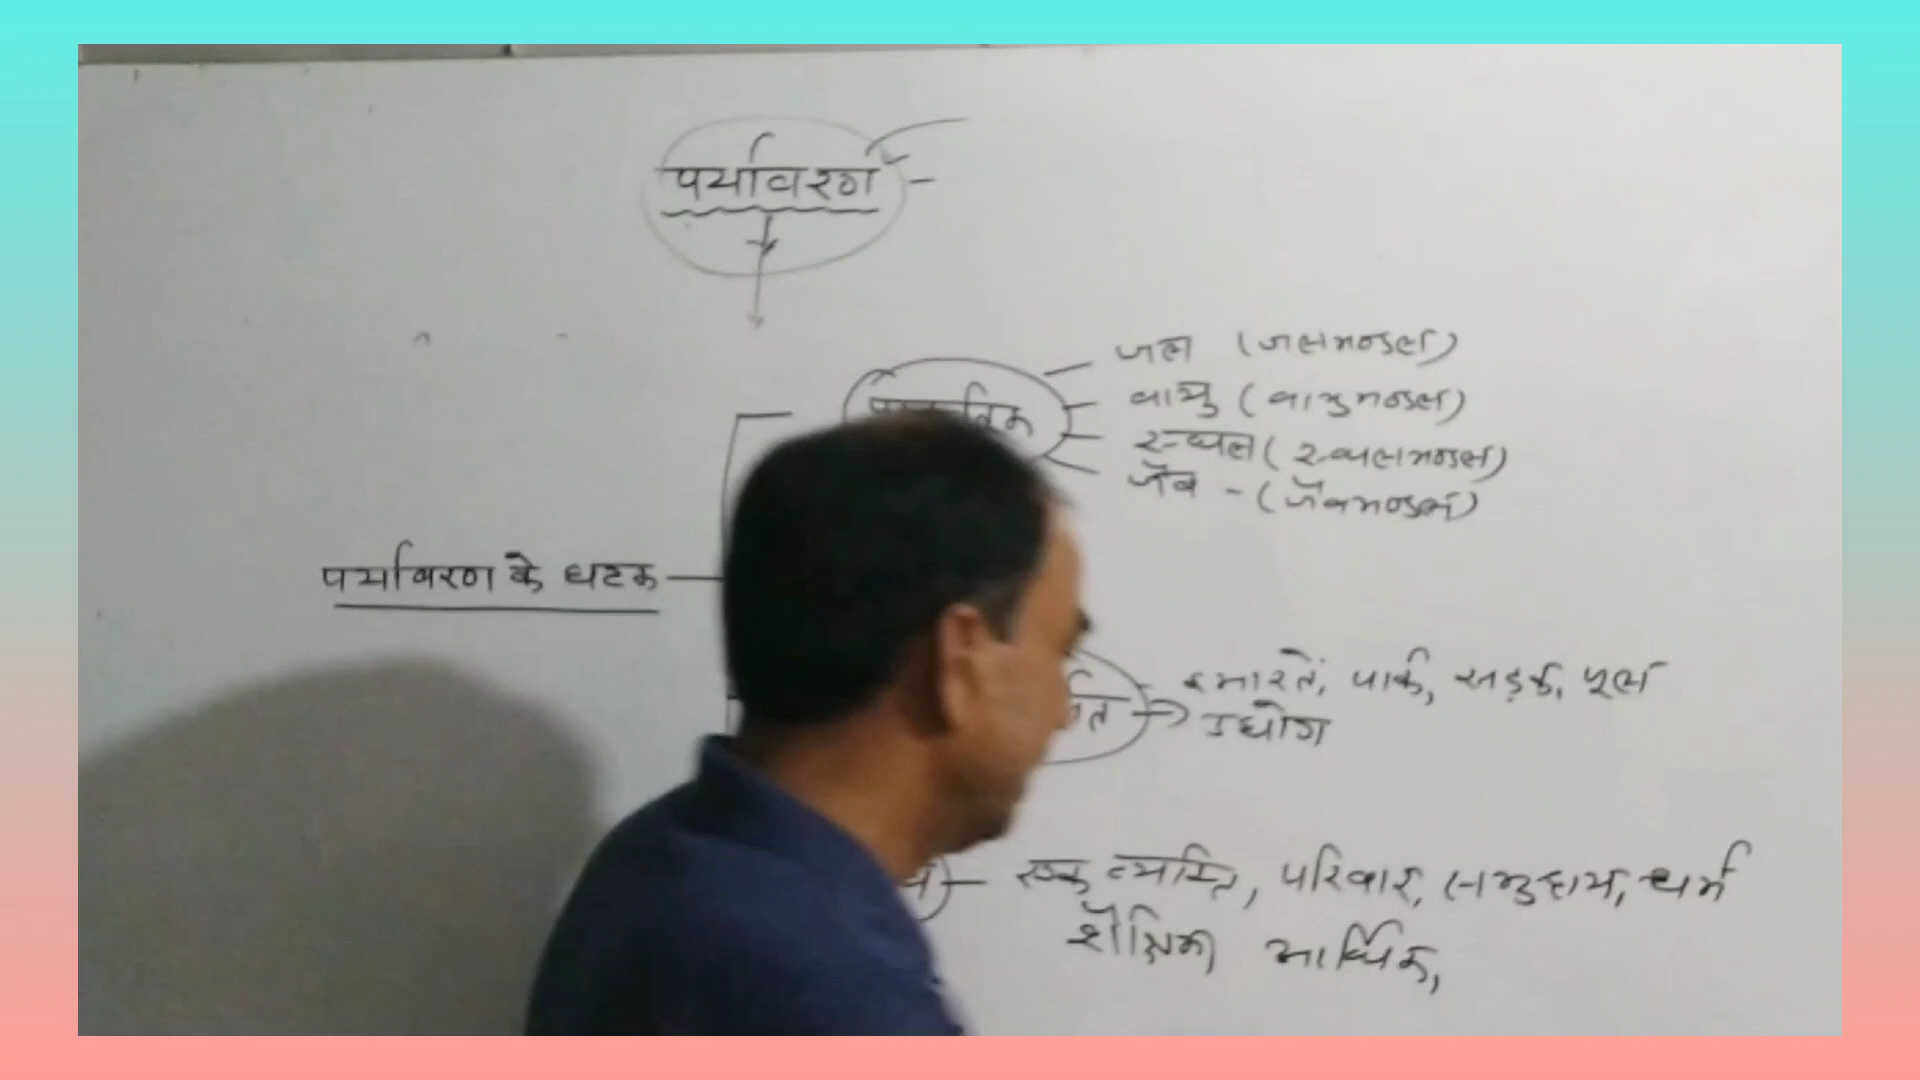 पर्यावरण -
जल (जलमण्डल)
वायु (वायुमण्डल)
स्थल (स्थलमण्डल)
जैव - (जैवमण्डल)
पर्यावरण के घटक
इमारतें, पार्क, सड़कें, पूल
उद्योग
एक व्यक्ति, परिवार, समुदाय, धर्म
शैक्षिक, आर्थिक,